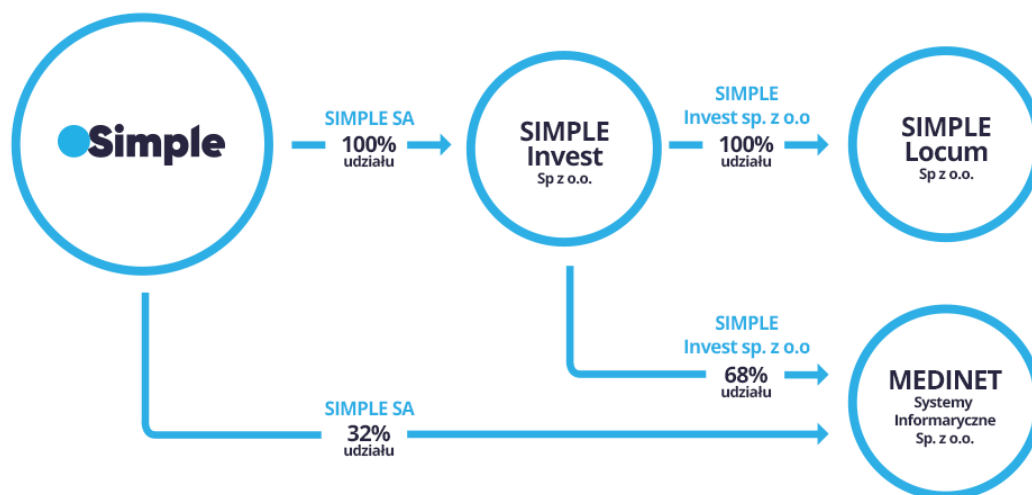 Simple
SIMPLE SA
100%
udziału
SIMPLE
Invest
Sp z o.o.
SIMPLE
Invest sp. z o.o
100%
udziału
SIMPLE
Locum
Sp z o.o.
SIMPLE
Invest sp. z o.o
68%
udziału
SIMPLE SA
32%
udziału
MEDINET
Systemy
Informaryczne
Sp. z o.o.